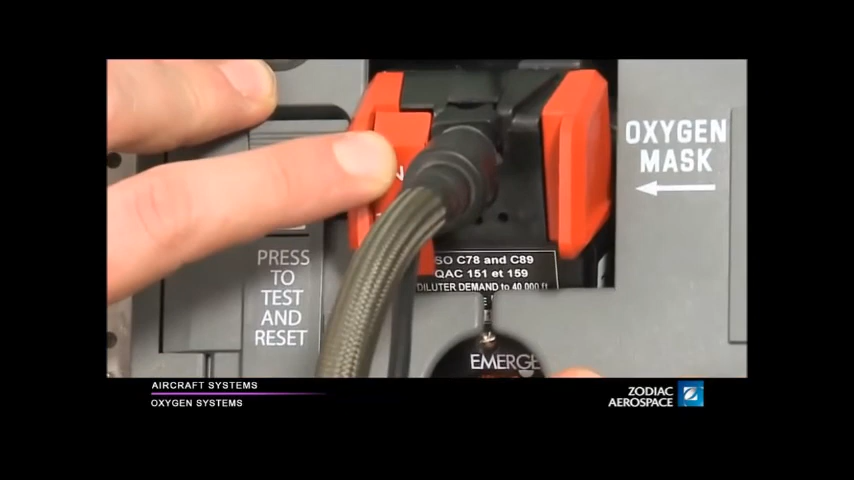 OXYGEN
MASK
PRESS
TO
TEST
AND
RESET
SO C78 and C89
QAC 151 et 159
DILUTER DEMAND to 40 000 ft
EMERGE
AIRCRAFT SYSTEMS
OXYGEN SYSTEMS
ZODIAC
AEROSPACE